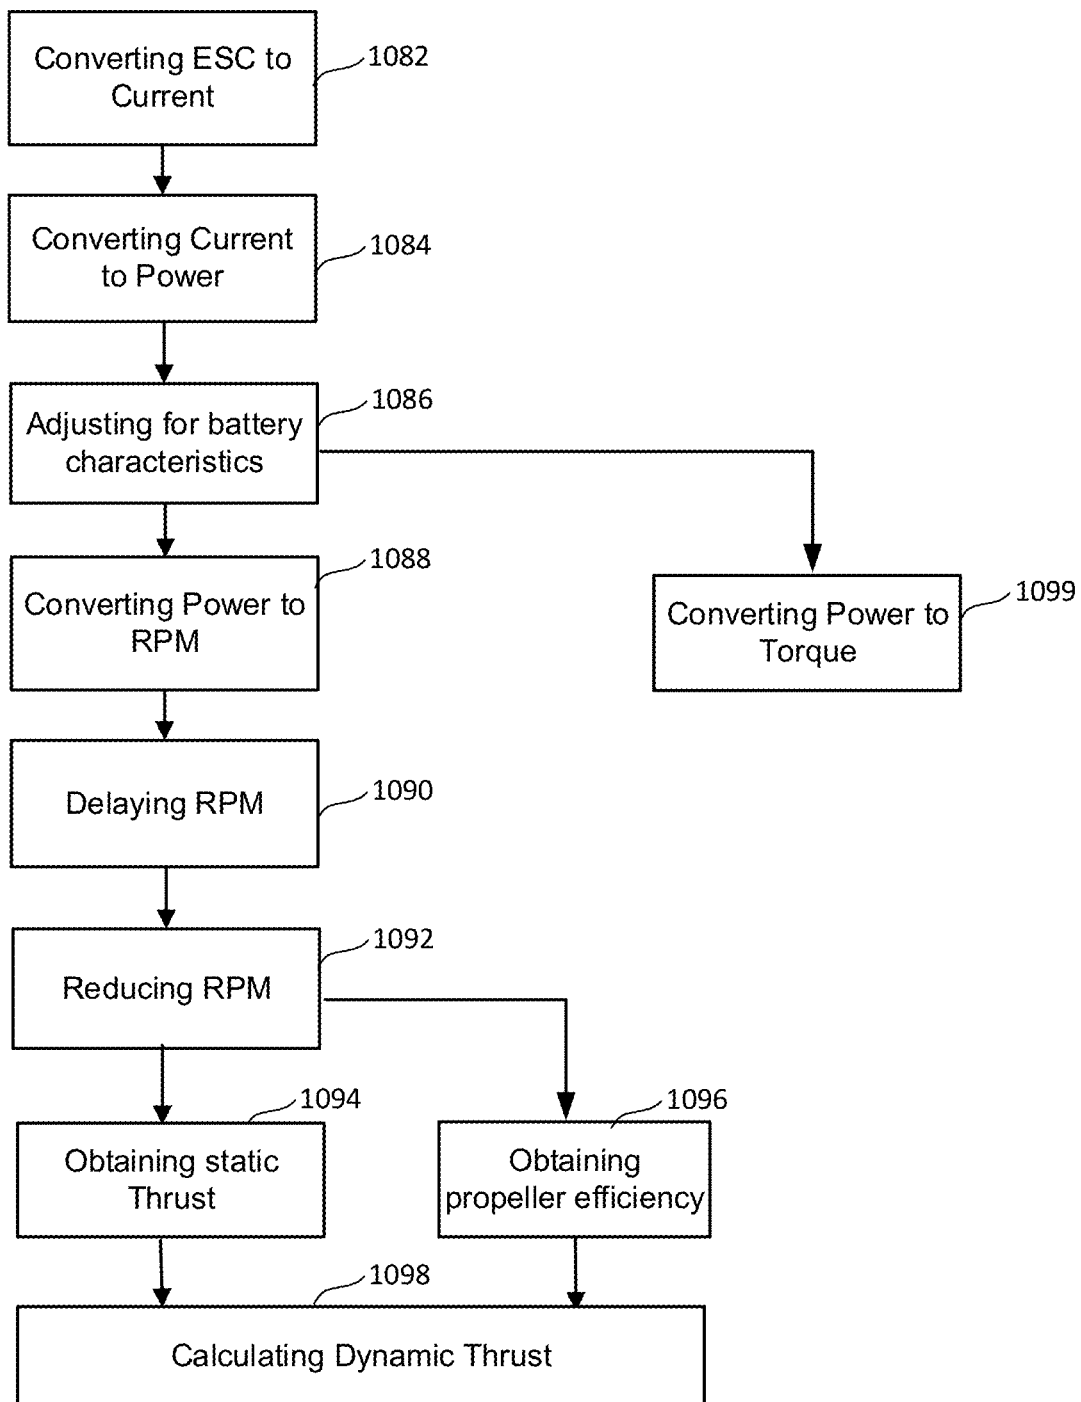 Converting ESC to
Current
1082
Converting Current
to Power
1084
Adjusting for battery
characteristics
1086
Converting Power to
RPM
1088
Converting Power to
Torque
1099
Delaying RPM
1090
Reducing RPM
1092
Obtaining static
Thrust
1094
Obtaining
propeller efficiency
1096
Calculating Dynamic Thrust
1098